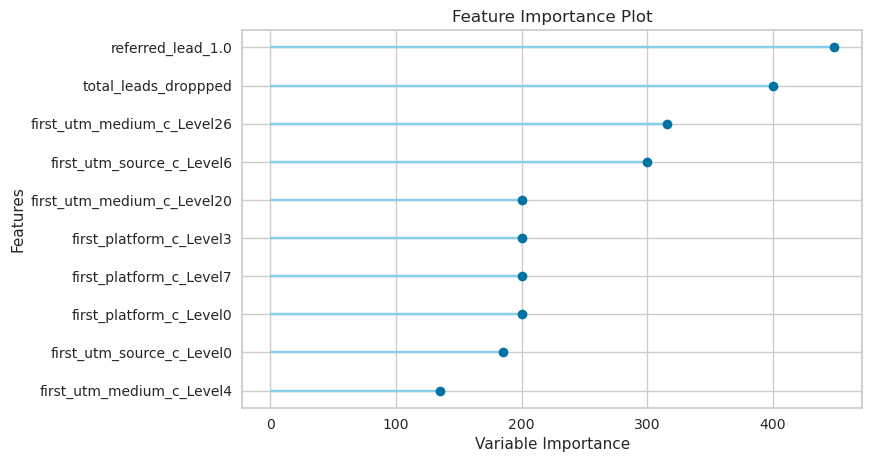 Feature Importance Plot
Features
referred_lead_1.0
total_leads_droppped
first_utm_medium_c_Level26
first_utm_source_c_Level6
first_utm_medium_c_Level20
first_platform_c_Level3
first_platform_c_Level7
first_platform_c_Level0
first_utm_source_c_Level0
first_utm_medium_c_Level4
0 100 200 300 400
Variable Importance